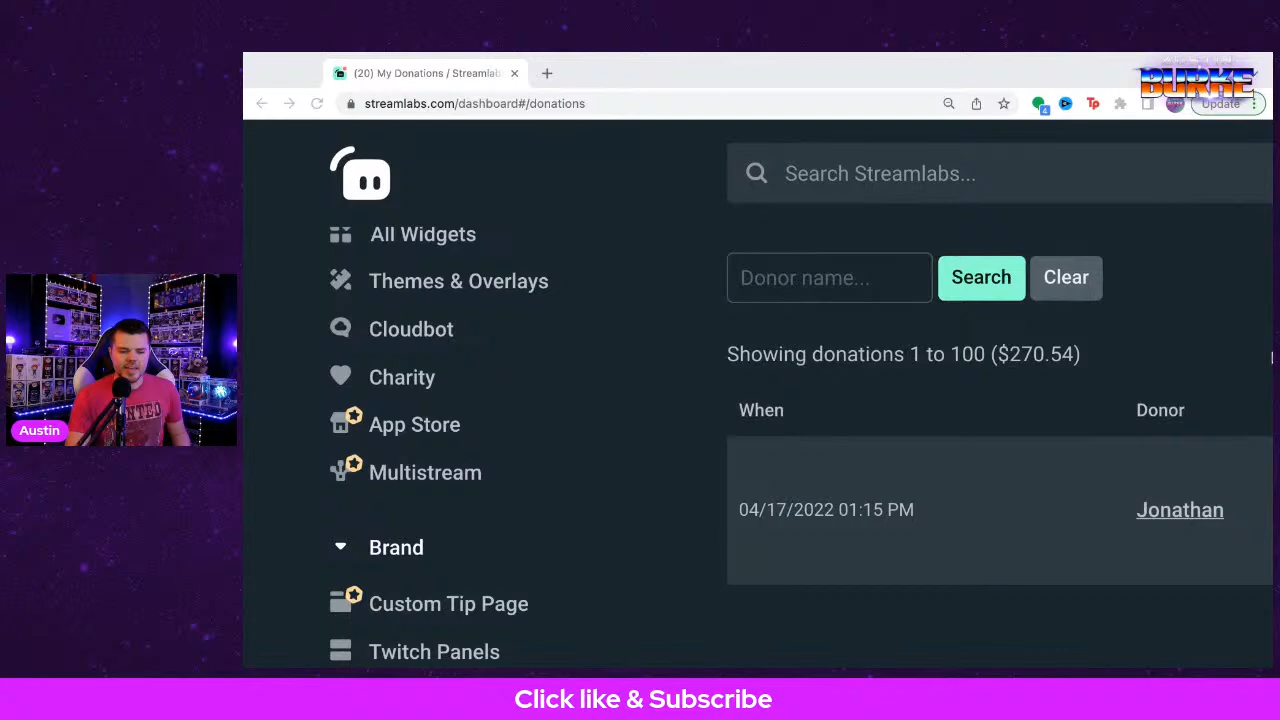 (20) My Donations / Streamlab
BURKE
streamlabs.com/dashboard#/donations
4
Tp
Update
Search Streamlabs...
All Widgets
Themes & Overlays
Cloudbot
Charity
App Store
Multistream
Brand
Custom Tip Page
Twitch Panels
Donor name...
Search
Clear
Showing donations 1 to 100 ($270.54)
When
Donor
04/17/2022 01:15 PM
Jonathan
Austin
Click like & Subscribe